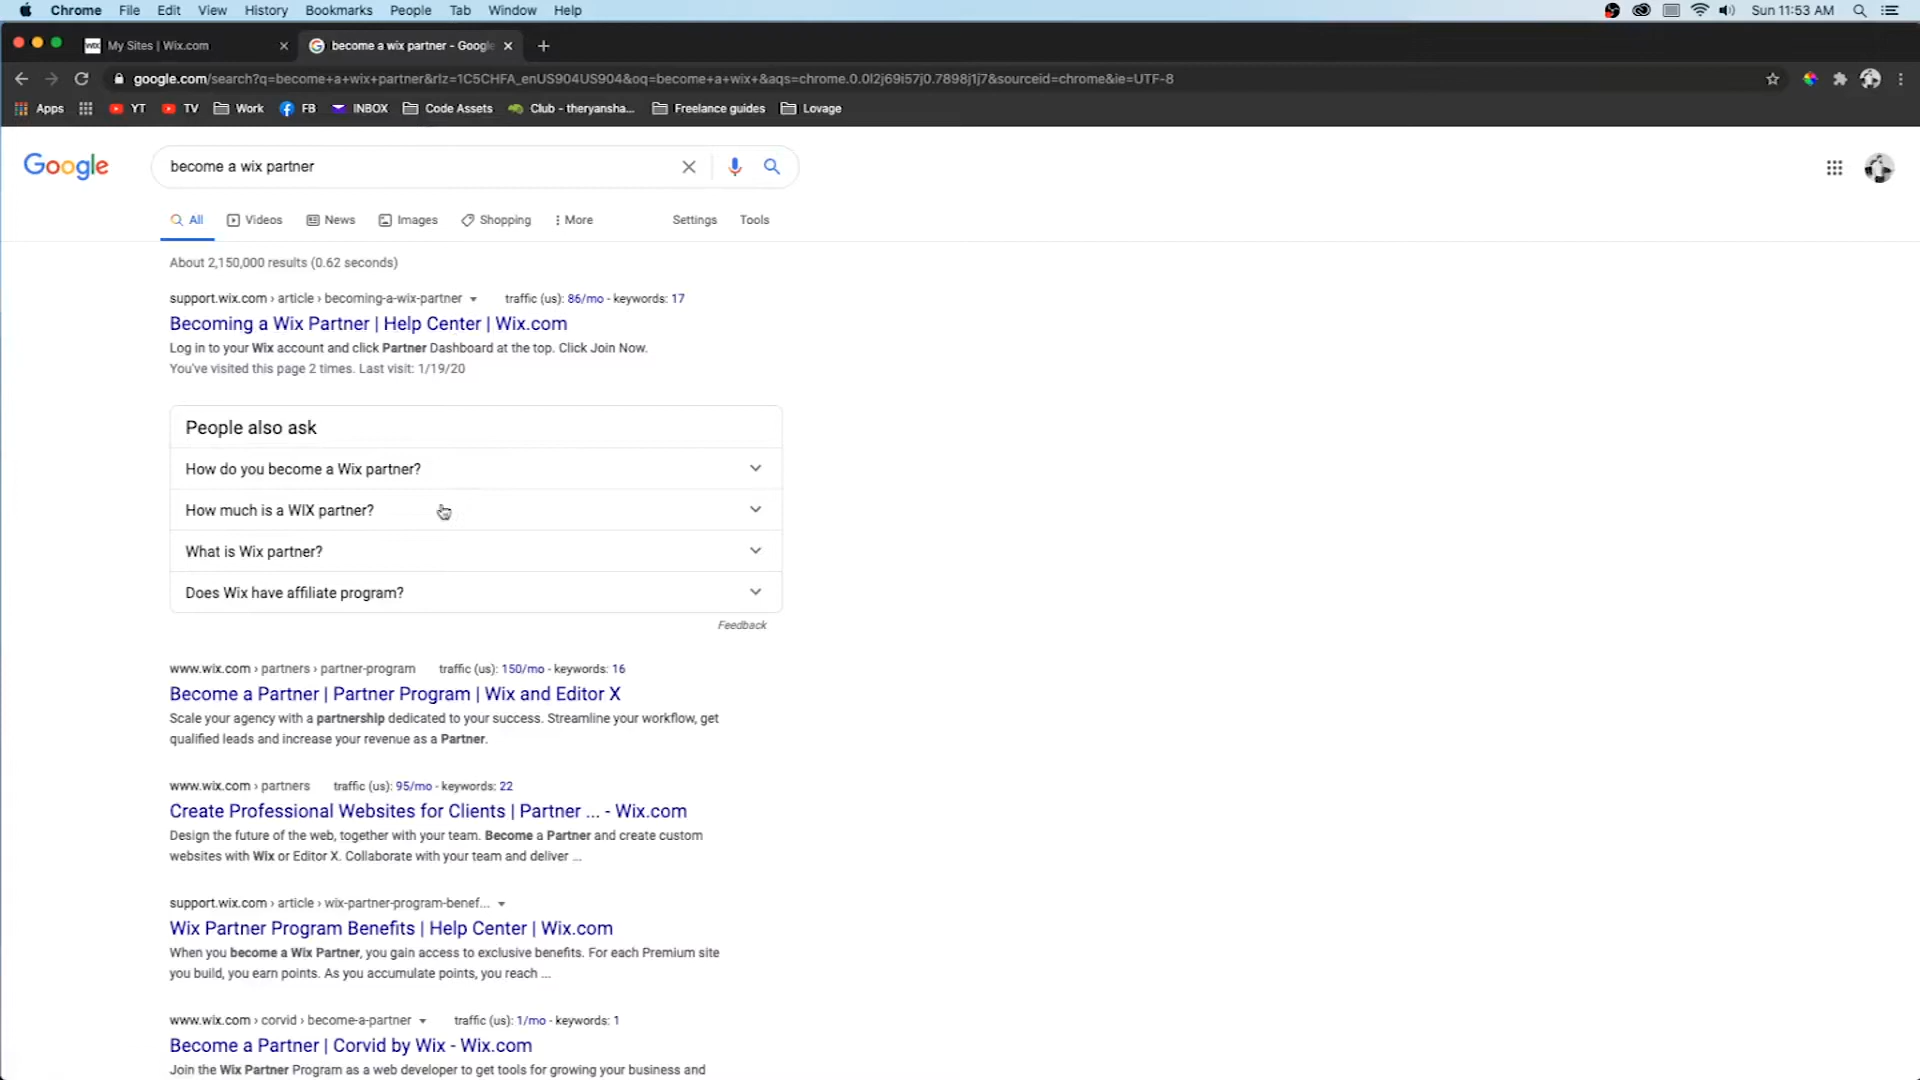 Chrome File Edit View History Bookmarks People Tab Window Help Sun 11:53 AM
WIX My Sites | Wix.com become a wix partner - Google
google.com/search?q=become+a+wix+partner&rlz=1C5CHFA_enUS904US904&oq=become+a+wix+&aqs=chrome.0.0l2j69i57j0.7898j1j7&sourceid=chrome&ie=UTF-8
Apps YT TV Work FB INBOX Code Assets Club - theryansha... Freelance guides Lovage
Google become a wix partner
All Videos News Images Shopping More Settings Tools
About 2,150,000 results (0.62 seconds)
support.wix.com › article › becoming-a-wix-partner traffic (us): 86/mo - keywords: 17
Becoming a Wix Partner | Help Center | Wix.com
Log in to your Wix account and click Partner Dashboard at the top. Click Join Now.
You've visited this page 2 times. Last visit: 1/19/20
People also ask
How do you become a Wix partner?
How much is a WIX partner?
What is Wix partner?
Does Wix have affiliate program?
Feedback
www.wix.com › partners › partner-program traffic (us): 150/mo - keywords: 16
Become a Partner | Partner Program | Wix and Editor X
Scale your agency with a partnership dedicated to your success. Streamline your workflow, get
qualified leads and increase your revenue as a Partner.
www.wix.com › partners traffic (us): 95/mo - keywords: 22
Create Professional Websites for Clients | Partner ... - Wix.com
Design the future of the web, together with your team. Become a Partner and create custom
websites with Wix or Editor X. Collaborate with your team and deliver ...
support.wix.com › article › wix-partner-program-benef...
Wix Partner Program Benefits | Help Center | Wix.com
When you become a Wix Partner, you gain access to exclusive benefits. For each Premium site
you build, you earn points. As you accumulate points, you reach ...
www.wix.com › corvid › become-a-partner traffic (us): 1/mo - keywords: 1
Become a Partner | Corvid by Wix - Wix.com
Join the Wix Partner Program as a web developer to get tools for growing your business and